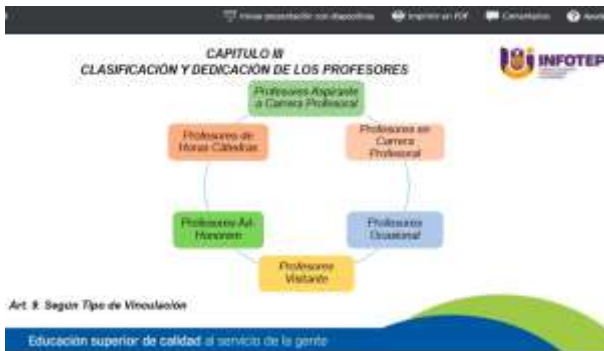 Iniciar presentación con diapositivas
Imprimir en PDF
Comentarios
Ayuda
CAPITULO III
CLASIFICACIÓN Y DEDICACIÓN DE LOS PROFESORES
INFOTEP
Profesores Aspirante
a Carrera Profesoral
Profesores de
Horas Cátedras
Profesores en
Carrera
Profesoral
Profesores Ad-
Honorem
Profesores
Ocasional
Profesores
Visitante
Art. 9. Según Tipo de Vinculación
Educación superior de calidad al servicio de la gente